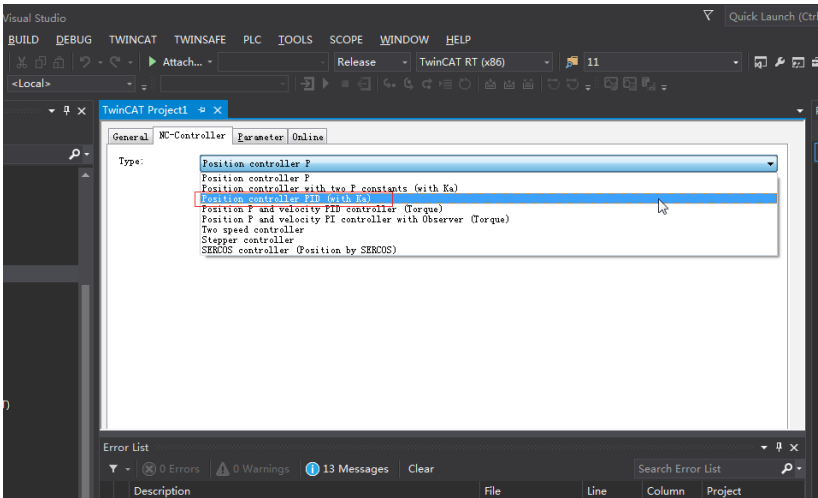 Visual Studio
Quick Launch (Ctr
BUILD DEBUG TWINCAT TWINSAFE PLC TOOLS SCOPE WINDOW HELP
Attach... Release TwinCAT RT (x86) 11
<Local>
TwinCAT Project1
General NC-Controller Parameter Online
Type: Position controller P
Position controller P
Position controller with two P constants (with Ka)
Position controller PID (with Ka)
Position P and velocity PID controller (Torque)
Position P and velocity PI controller with Observer (Torque)
Two speed controller
Stepper controller
SERCOS controller (Position by SERCOS)
Error List
0 Errors 0 Warnings 13 Messages Clear Search Error List
Description File Line Column Project